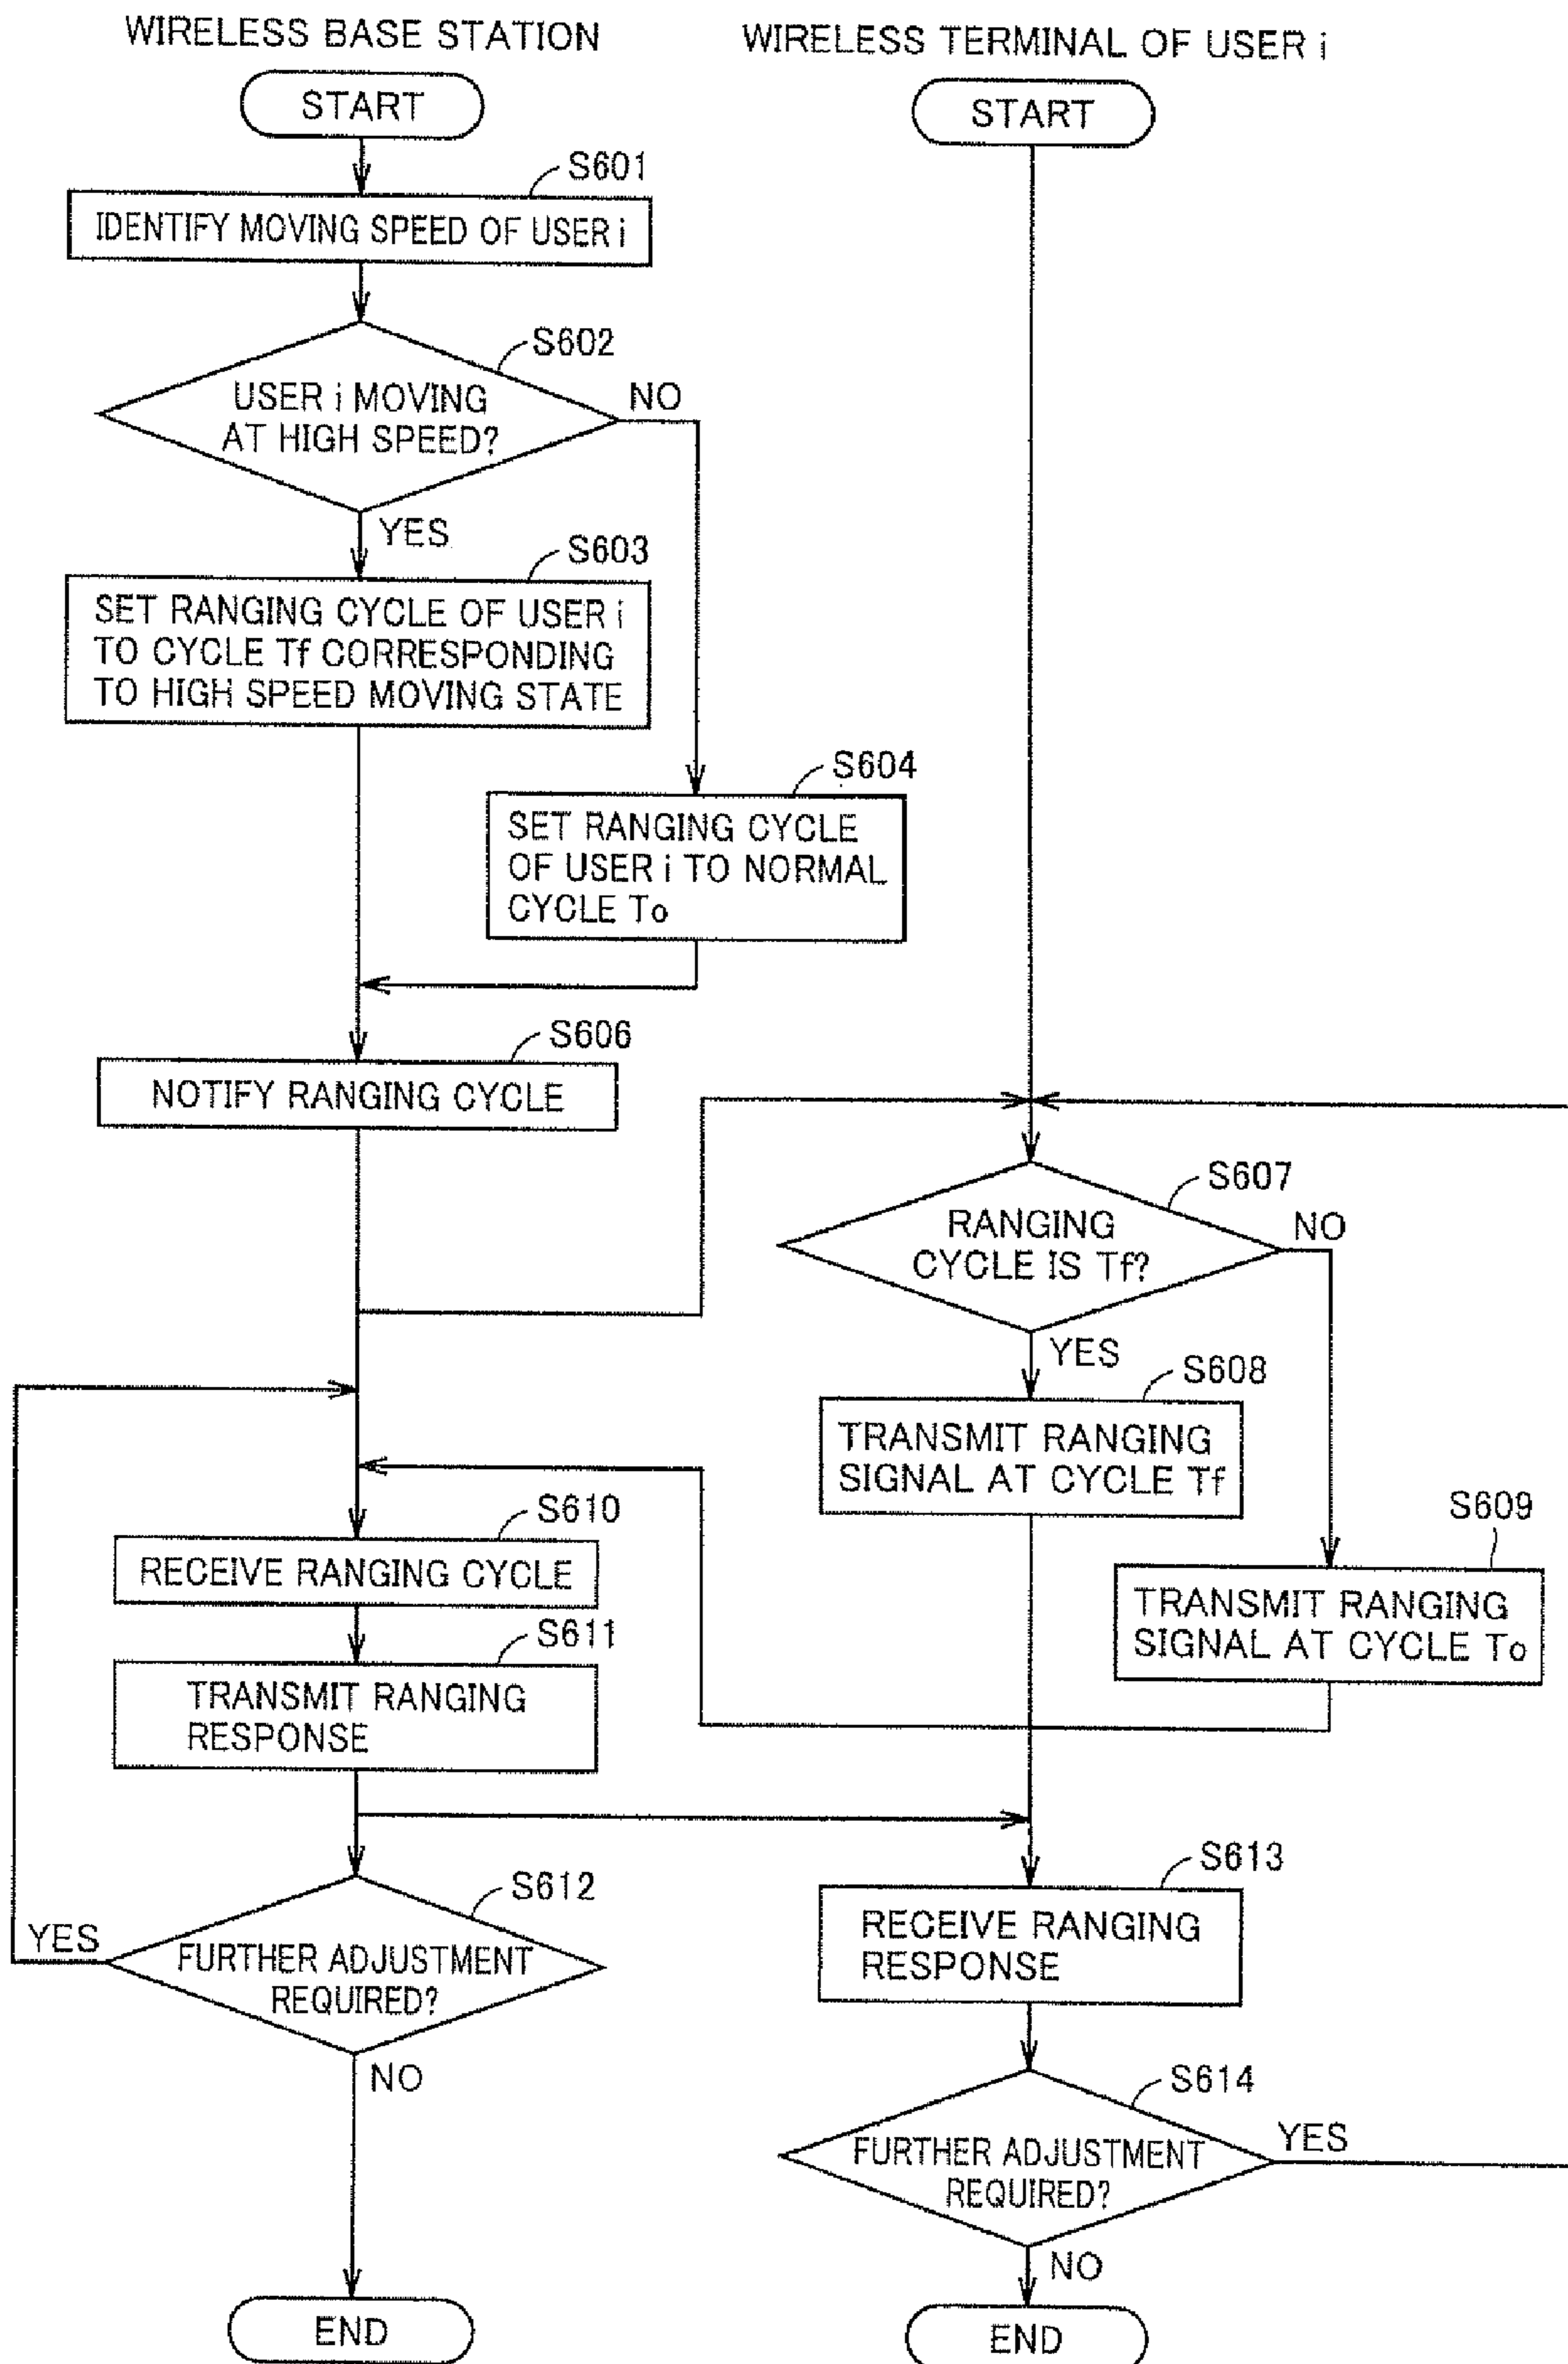 WIRELESS BASE STATION
WIRELESS TERMINAL OF USER i
START
START
S601
IDENTIFY MOVING SPEED OF USER i
S602
USER i MOVING
AT HIGH SPEED?
NO
YES
S603
SET RANGING CYCLE OF USER i
TO CYCLE Tf CORRESPONDING
TO HIGH SPEED MOVING STATE
S604
SET RANGING CYCLE
OF USER i TO NORMAL
CYCLE To
S606
NOTIFY RANGING CYCLE
S607
RANGING
CYCLE IS Tf?
NO
YES
S608
TRANSMIT RANGING
SIGNAL AT CYCLE Tf
S609
TRANSMIT RANGING
SIGNAL AT CYCLE To
S610
RECEIVE RANGING CYCLE
S611
TRANSMIT RANGING
RESPONSE
S612
FURTHER ADJUSTMENT
REQUIRED?
YES
NO
S613
RECEIVE RANGING
RESPONSE
S614
FURTHER ADJUSTMENT
REQUIRED?
YES
NO
END
END